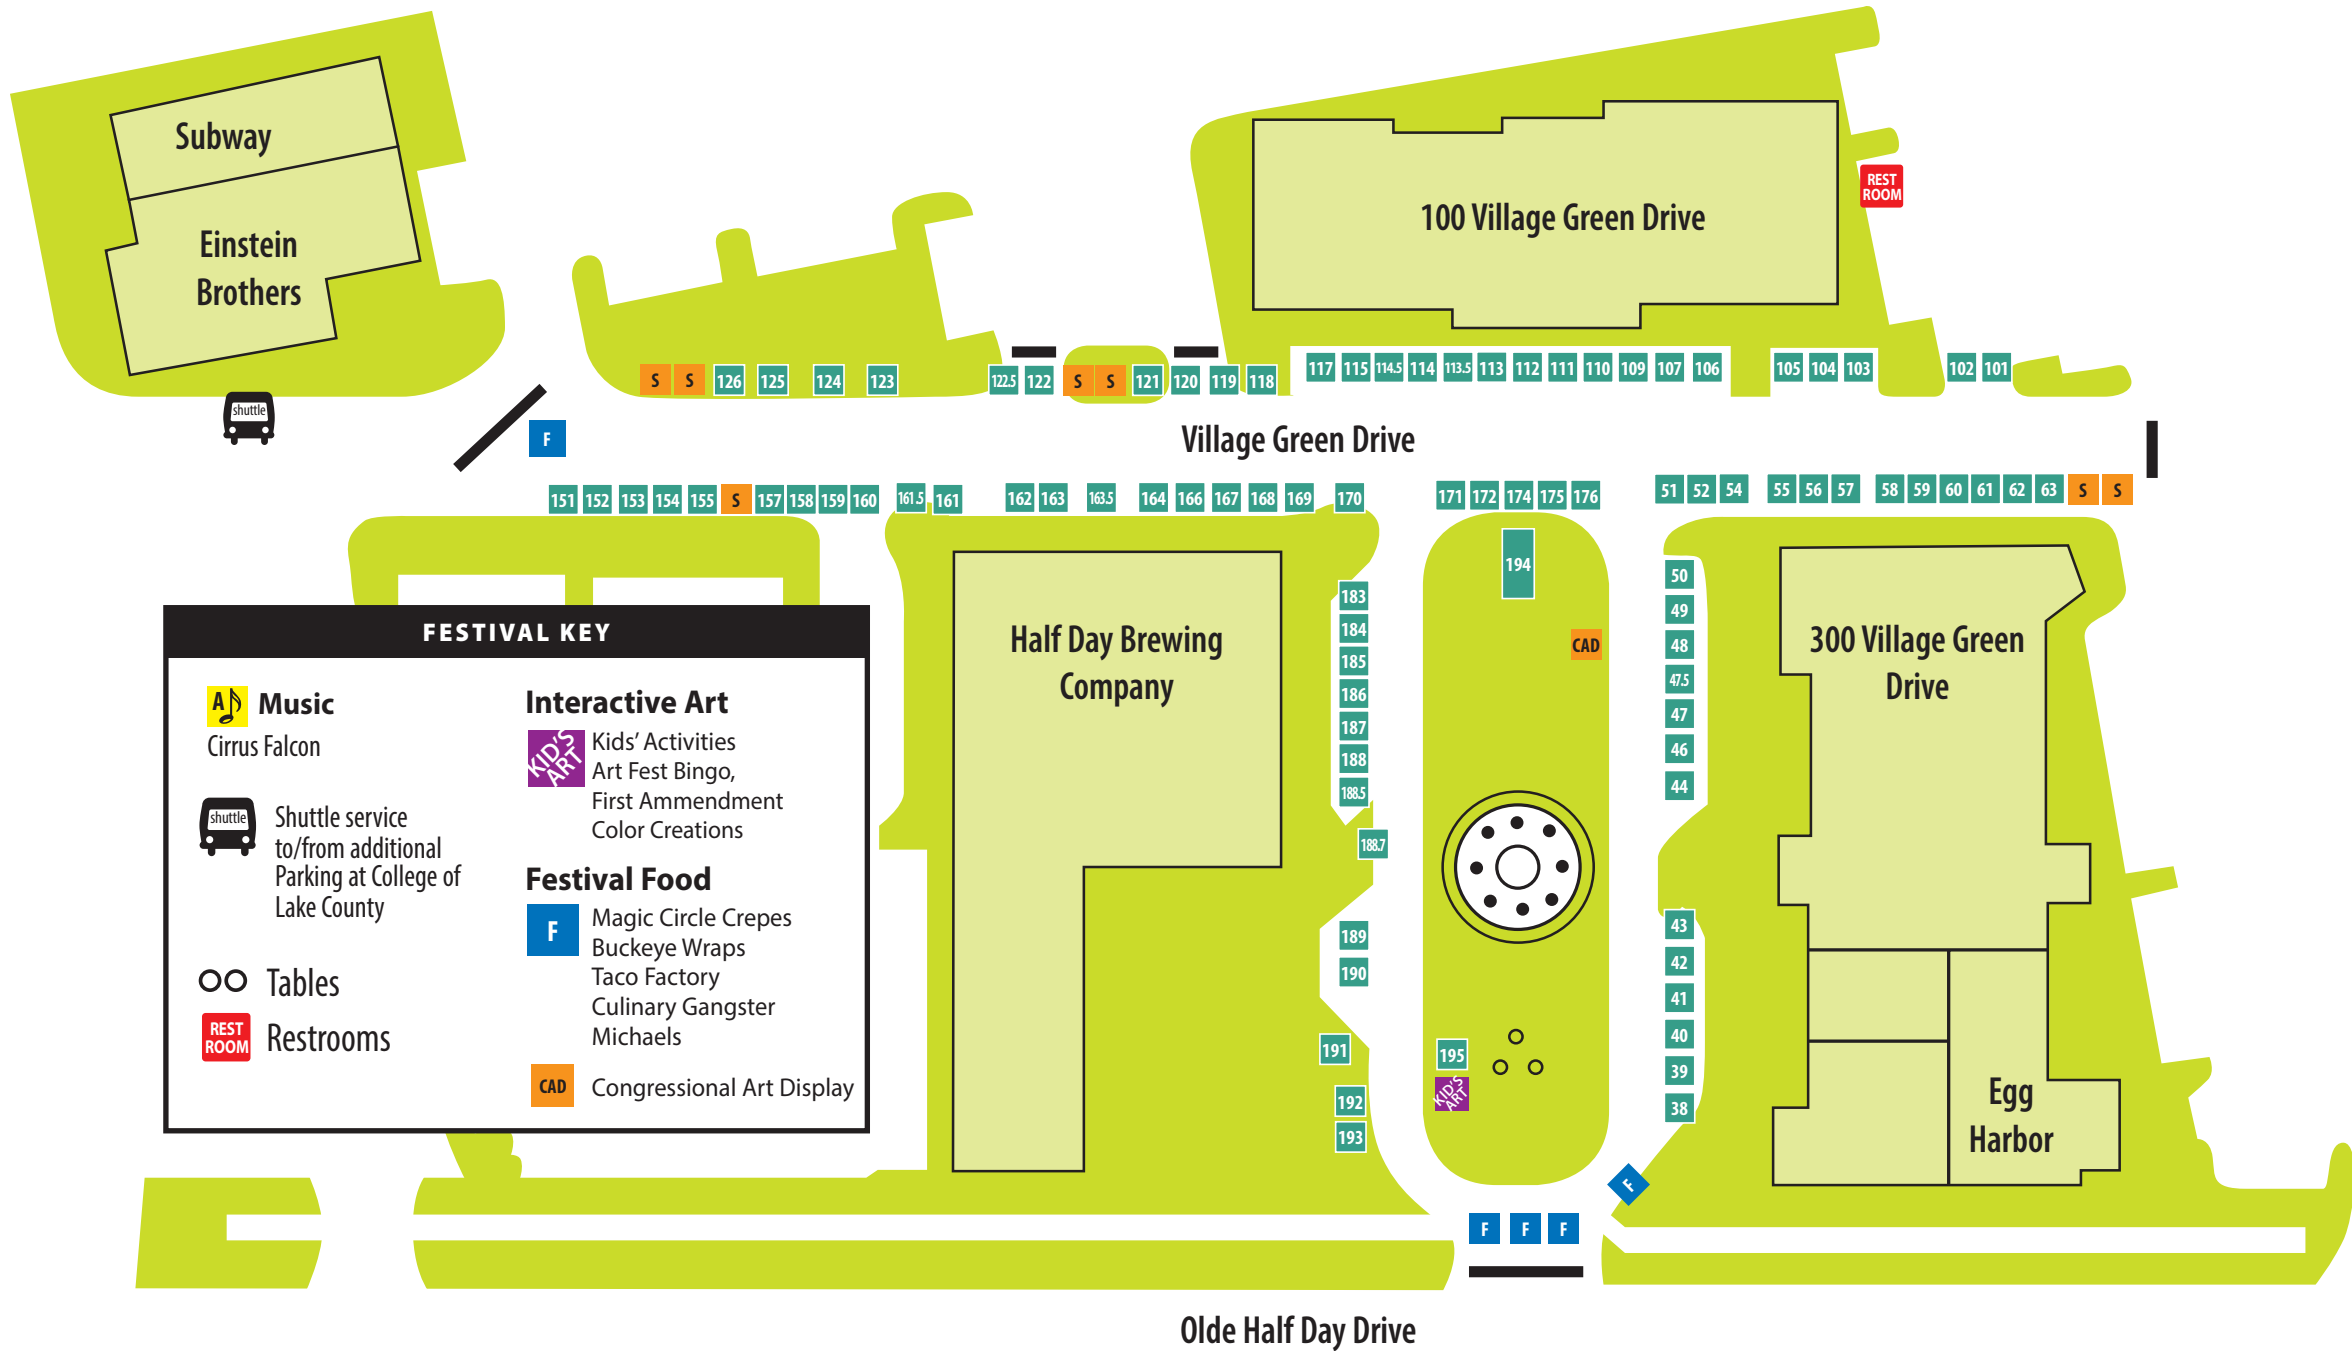 Subway
Einstein
Brothers
shuttle
100 Village Green Drive
REST
ROOM
S S 126 125 124 123 122.5 122 S S 121 120 119 118 117 115 114.5 114 113.5 113 112 111 110 109 107 106 105 104 103 102 101
F
Village Green Drive
151 152 153 154 155 S 157 158 159 160 161.5 161 162 163 163.5 164 166 167 168 169 170 171 172 174 175 176 51 52 54 55 56 57 58 59 60 61 62 63 S S
Half Day Brewing
Company
183
184
185
186
187
188
188.5
188.7
189
190
191
192
193
194
CAD
195
KID'S
ART
50
49
48
47.5
47
46
44
43
42
41
40
39
38
300 Village Green
Drive
Egg
Harbor
F
F F F
FESTIVAL KEY
A Music
Cirrus Falcon
shuttle
Shuttle service
to/from additional
Parking at College of
Lake County
Tables
REST
ROOM
Restrooms
Interactive Art
KID'S
ART
Kids' Activities
Art Fest Bingo,
First Ammendment
Color Creations
Festival Food
F
Magic Circle Crepes
Buckeye Wraps
Taco Factory
Culinary Gangster
Michaels
CAD Congressional Art Display
Olde Half Day Drive